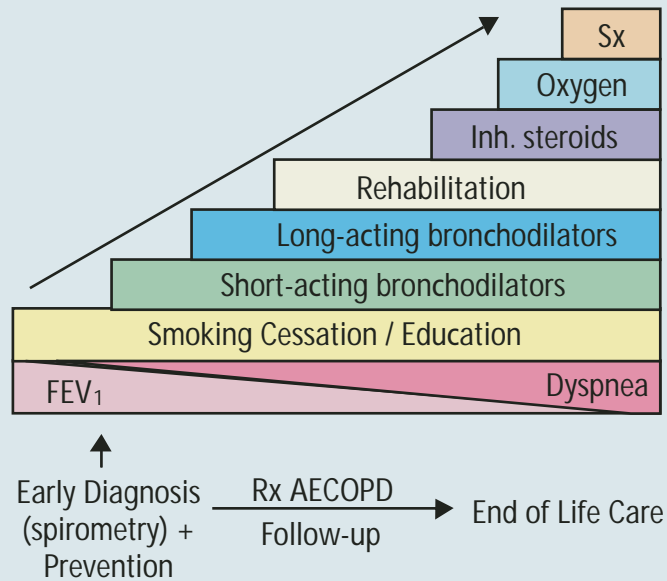 Sx
Oxygen
Inh. steroids
Rehabilitation
Long-acting bronchodilators
Short-acting bronchodilators
Smoking Cessation / Education
Dyspnea
FEV₁
Early Diagnosis
(spirometry) +
Prevention
Rx AECOPD
Follow-up
End of Life Care